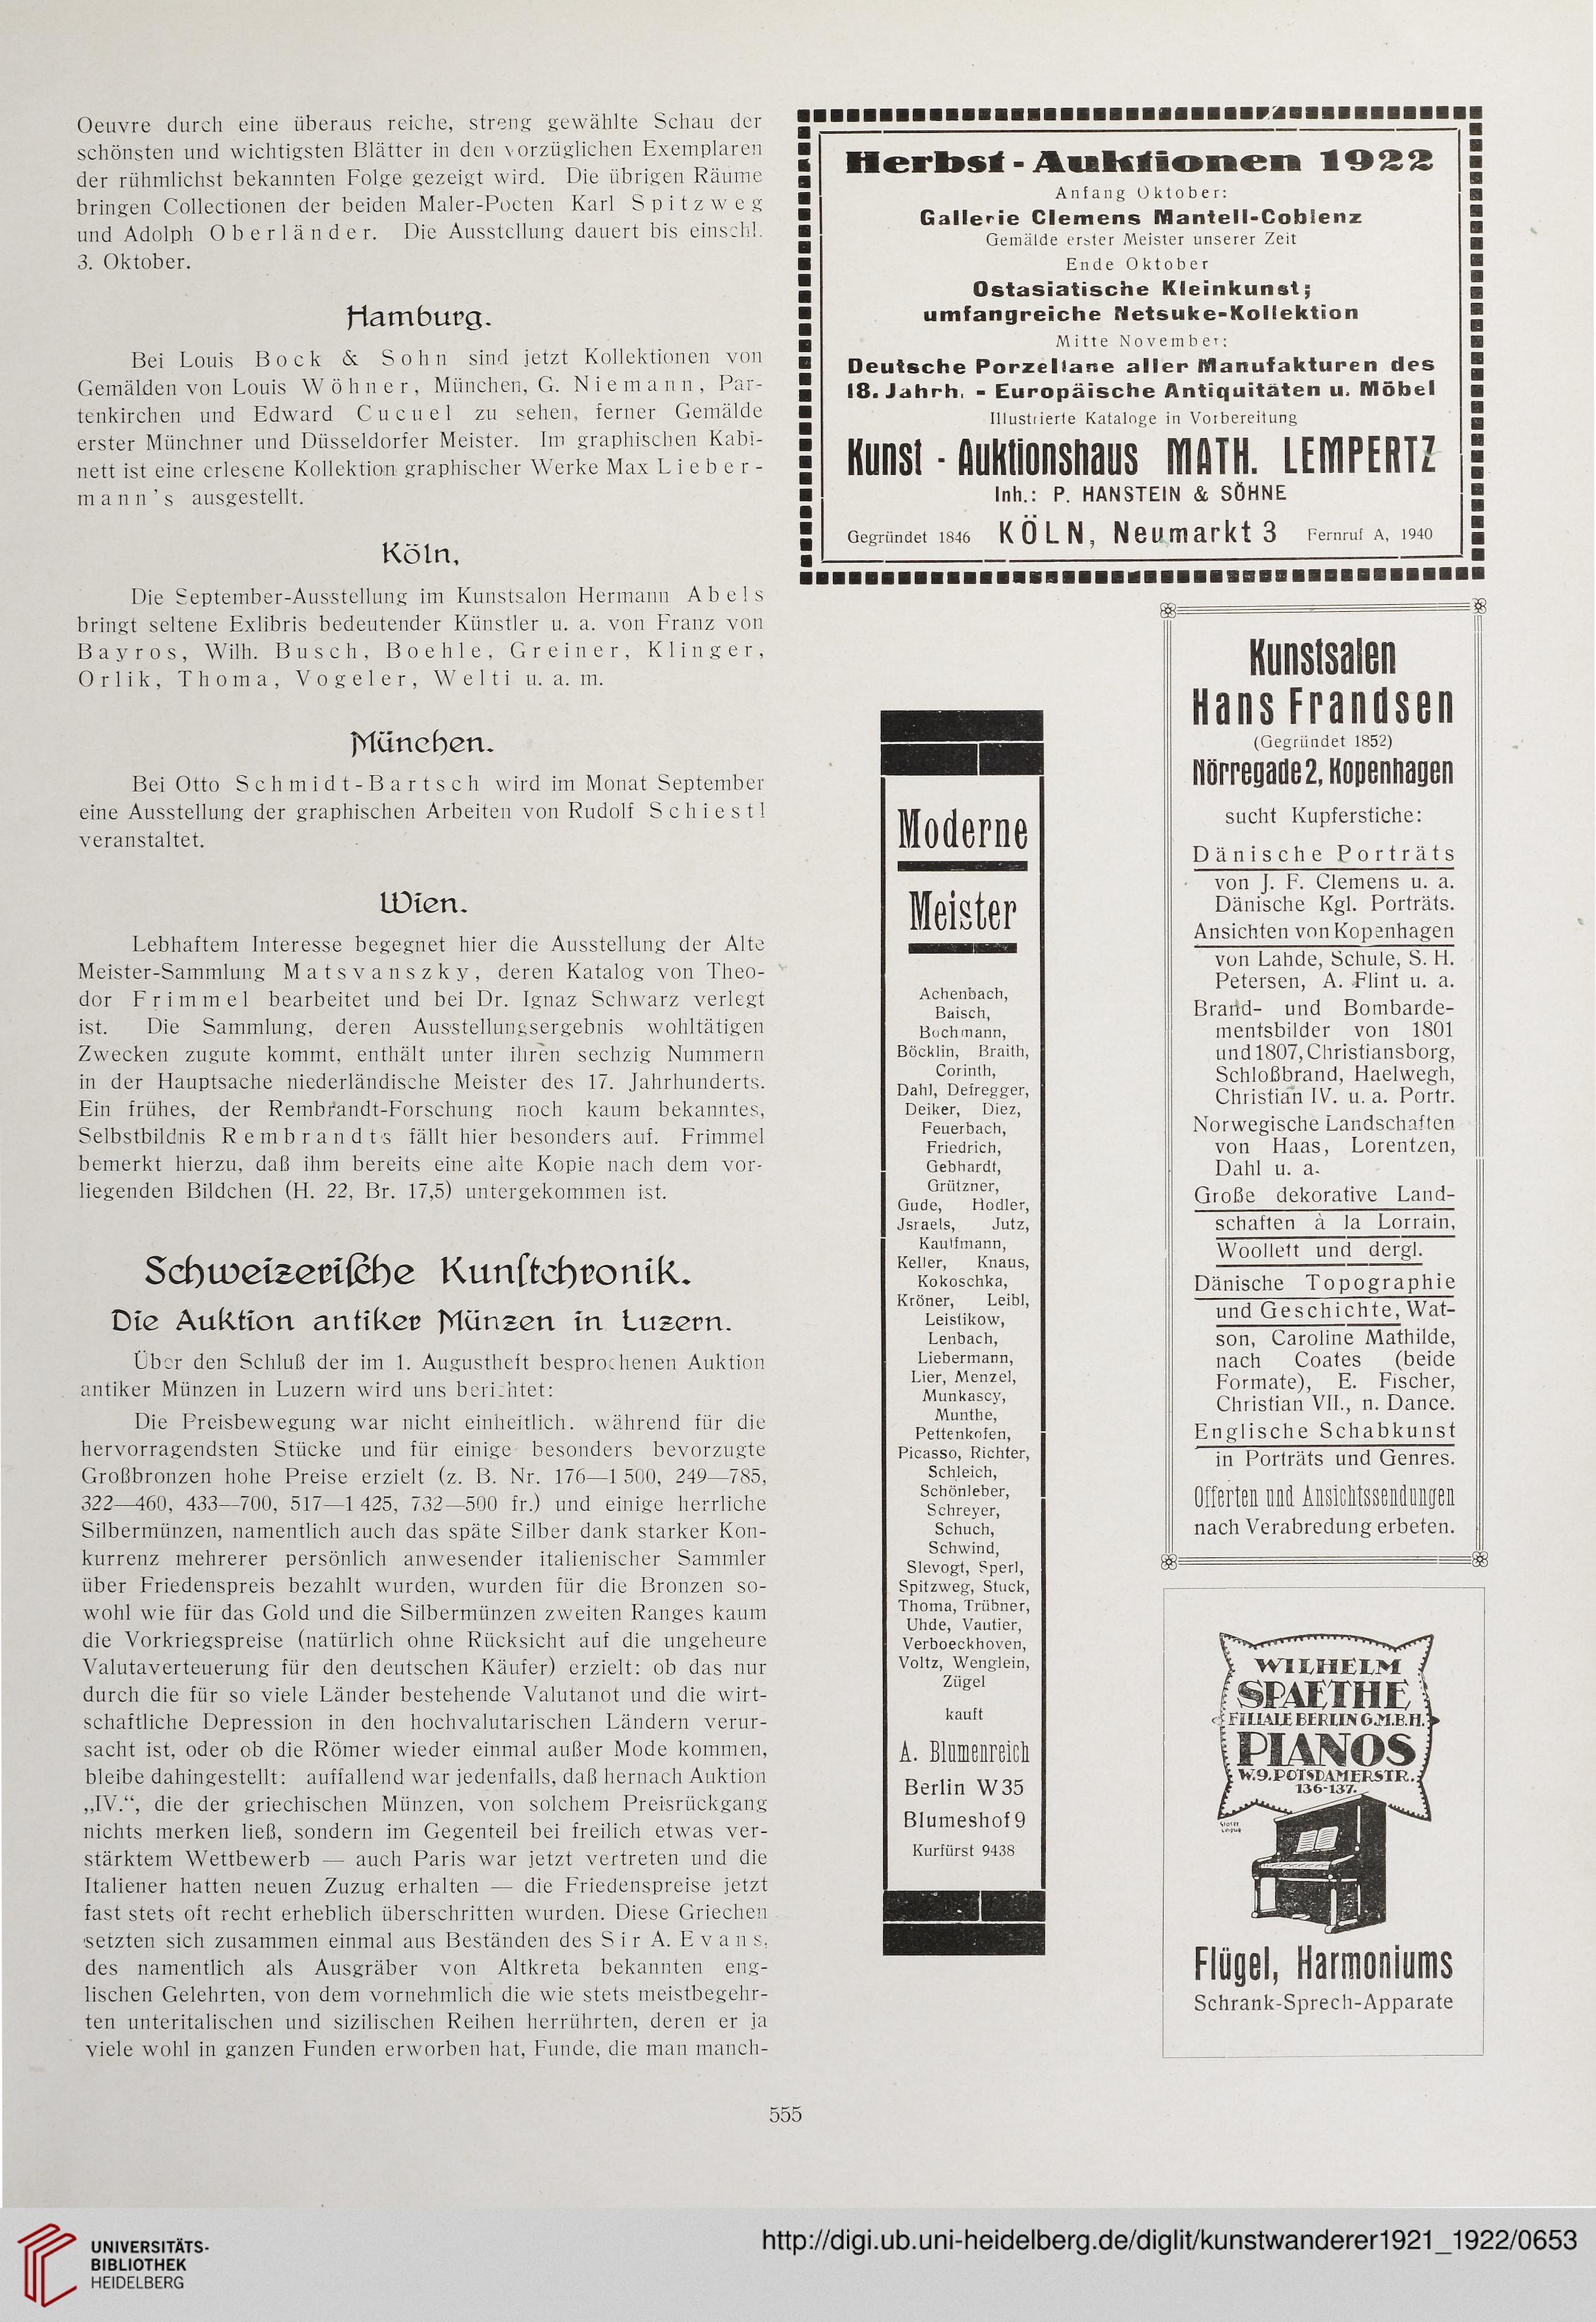 Oeuvre durch eine überaus reiche, streng gewählte Schau der
schönsten und wichtigsten Blätter in den vorzüglichen Exemplaren
der rühmlichst bekannten Folge gezeigt wird. Die übrigen Räume
bringen Collectionen der beiden Maler-Poeten Karl Spitzweg
und Adolph Oberländer. Die Ausstellung dauert bis einschl.
3. Oktober.
Hamburg.
Bei Louis Bock & Sohn sind jetzt Kollektionen von
Gemälden von Louis Wöhner, München, G. Niemann, Par-
tenkirchen und Edward Cucuel zu sehen, ferner Gemälde
erster Münchner und Düsseldorfer Meister. Im graphischen Kabi-
nett ist eine erlesene Kollektion graphischer Werke Max Lieber-
mann's ausgestellt.
Köln.
Die September-Ausstellung im Kunstsalon Hermann Abels
bringt seltene Exlibris bedeutender Künstler u. a. von Franz von
Bayros, Wilh. Busch, Boehle, Greiner, Klinger,
Orlik, Thoma, Vogeler, Welti u. a. m.
München.
Bei Otto Schmidt-Bartsch wird im Monat September
eine Ausstellung der graphischen Arbeiten von Rudolf Schiestl
veranstaltet.
Wien.
Lebhaftem Interesse begegnet hier die Ausstellung der Alte
Meister-Sammlung Matsvanszky, deren Katalog von Theo-
dor Frimmel bearbeitet und bei Dr. Ignaz Schwarz verlegt
ist. Die Sammlung, deren Ausstellungsergebnis wohltätigen
Zwecken zugute kommt, enthält unter ihren sechzig Nummern
in der Hauptsache niederländische Meister des 17. Jahrhunderts.
Ein frühes, der Rembrandt-Forschung noch kaum bekanntes,
Selbstbildnis Rembrandts fällt hier besonders auf. Frimmel
bemerkt hierzu, daß ihm bereits eine alte Kopie nach dem vor-
liegenden Bildchen (H. 22, Br. 17,5) untergekommen ist.
Schweizerische Kunstchronik.
Die Auktion antiker Münzen in Luzern.
Über den Schluß der im 1. Augustheft besprochenen Auktion
antiker Münzen in Luzern wird uns berichtet:
Die Preisbewegung war nicht einheitlich. während für die
hervorragendsten Stücke und für einige besonders bevorzugte
Großbronzen hohe Preise erzielt (z. B. Nr. 176—1 500, 249—785,
322—460, 433—700, 517—1 425, 732—500 fr.) und einige herrliche
Silbermünzen, namentlich auch das späte Silber dank starker Kon-
kurrenz mehrerer persönlich anwesender italienischer Sammler
über Friedenspreis bezahlt wurden, wurden für die Bronzen so-
wohl wie für das Gold und die Silbermünzen zweiten Ranges kaum
die Vorkriegspreise (natürlich ohne Rücksicht auf die ungeheure
Valutaverteuerung für den deutschen Käufer) erzielt: ob das nur
durch die für so viele Länder bestehende Valutanot und die wirt-
schaftliche Depression in den hochvalutarischen Ländern verur-
sacht ist, oder ob die Römer wieder einmal außer Mode kommen,
bleibe dahingestellt: auffallend war jedenfalls, daß hernach Auktion
„IV.“, die der griechischen Münzen, von solchem Preisrückgang
nichts merken ließ, sondern im Gegenteil bei freilich etwas ver-
stärktem Wettbewerb — auch Paris war jetzt vertreten und die
Italiener hatten neuen Zuzug erhalten — die Friedenspreise jetzt
fast stets oft recht erheblich überschritten wurden. Diese Griechen
setzten sich zusammen einmal aus Beständen des Sir A. Evans,
des namentlich als Ausgräber von Altkreta bekannten eng-
lischen Gelehrten, von dem vornehmlich die wie stets meistbegehr-
ten unteritalischen und sizilischen Reihen herrührten, deren er ja
viele wohl in ganzen Funden erworben hat, Funde, die man manch-
Herbst-Auktionen 1922
Anfang Oktober:
Gallerie Clemens Mantell-Coblenz
Gemälde erster Meister unserer Zeit
Ende Oktober
Ostasiatische Kleinkunst;
umfangreiche Netsuke-Kollektion
Mitte November:
Deutsche Porzellane aller Manufakturen des
18. Jahrh. - Europäische Antiquitäten u. Möbel
Illustrierte Kataloge in Vorbereitung
Kunst - Auktionshaus MATH. LEMPERTZ
Inh.: P. HANSTEIN & SÖHNE
Gegründet 1846 KÖLN, Neumarkt 3 Fernruf A, 1940
Moderne
Meister
Achenbach,
Baisch,
Bochmann,
Böcklin, Braith,
Corinth,
Dahl, Defregger,
Deiker, Diez,
Feuerbach,
Friedrich,
Gebhardt,
Grützner,
Gude, Hodler,
Jsraels, Jutz,
Kaulfmann,
Keller, Knaus,
Kokoschka,
Kröner, Leibl,
Leistikow,
Lenbach,
Liebermann,
Lier, Menzel,
Munkascy,
Munthe,
Pettenkofen,
Picasso, Richter,
Schleich,
Schönleber,
Schreyer,
Schuch,
Schwind,
Slevogt, Sperl,
Spitzweg, Stuck,
Thoma, Trübner,
Uhde, Vautier,
Verboeckhoven,
Voltz, Wenglein,
Zügel
kauft
A. Blumenreich
Berlin W 35
Blumeshof 9
Kurfürst 9438
Kunstsalen
Hans Frandsen
(Gegründet 1852)
Nörregade 2, Kopenhagen
sucht Kupferstiche:
Dänische Porträts
von J. F. Clemens u. a.
Dänische Kgl. Porträts.
Ansichten von Kopenhagen
von Lahde, Schule, S. H.
Petersen, A. Flint u. a.
Brand- und Bombarde-
mentsbilder von 1801
und 1807, Christiansborg,
Schloßbrand, Haelwegh,
Christian IV. u. a. Portr.
Norwegische Landschaften
von Haas, Lorentzen,
Dahl u. a.
Große dekorative Land-
schaften à la Lorrain,
Woollett und dergl.
Dänische Topographie
und Geschichte, Wat-
son, Caroline Mathilde,
nach Coates (beide
Formate), E. Fischer,
Christian VII., n. Dance.
Englische Schabkunst
in Porträts und Genres.
Offerten und Ansichtssendungen
nach Verabredung erbeten.
WILHELM
SPAETHE
FILIALE BERLIN G.M.B.H.
PIANOS
W.9. POTSDAMERSTR.
136-137.
Flügel, Harmoniums
Schrank-Sprech-Apparate
555
UNIVERSITÄTS-
BIBLIOTHEK
HEIDELBERG
http://digi.ub.uni-heidelberg.de/diglit/kunstwanderer1921_1922/0653